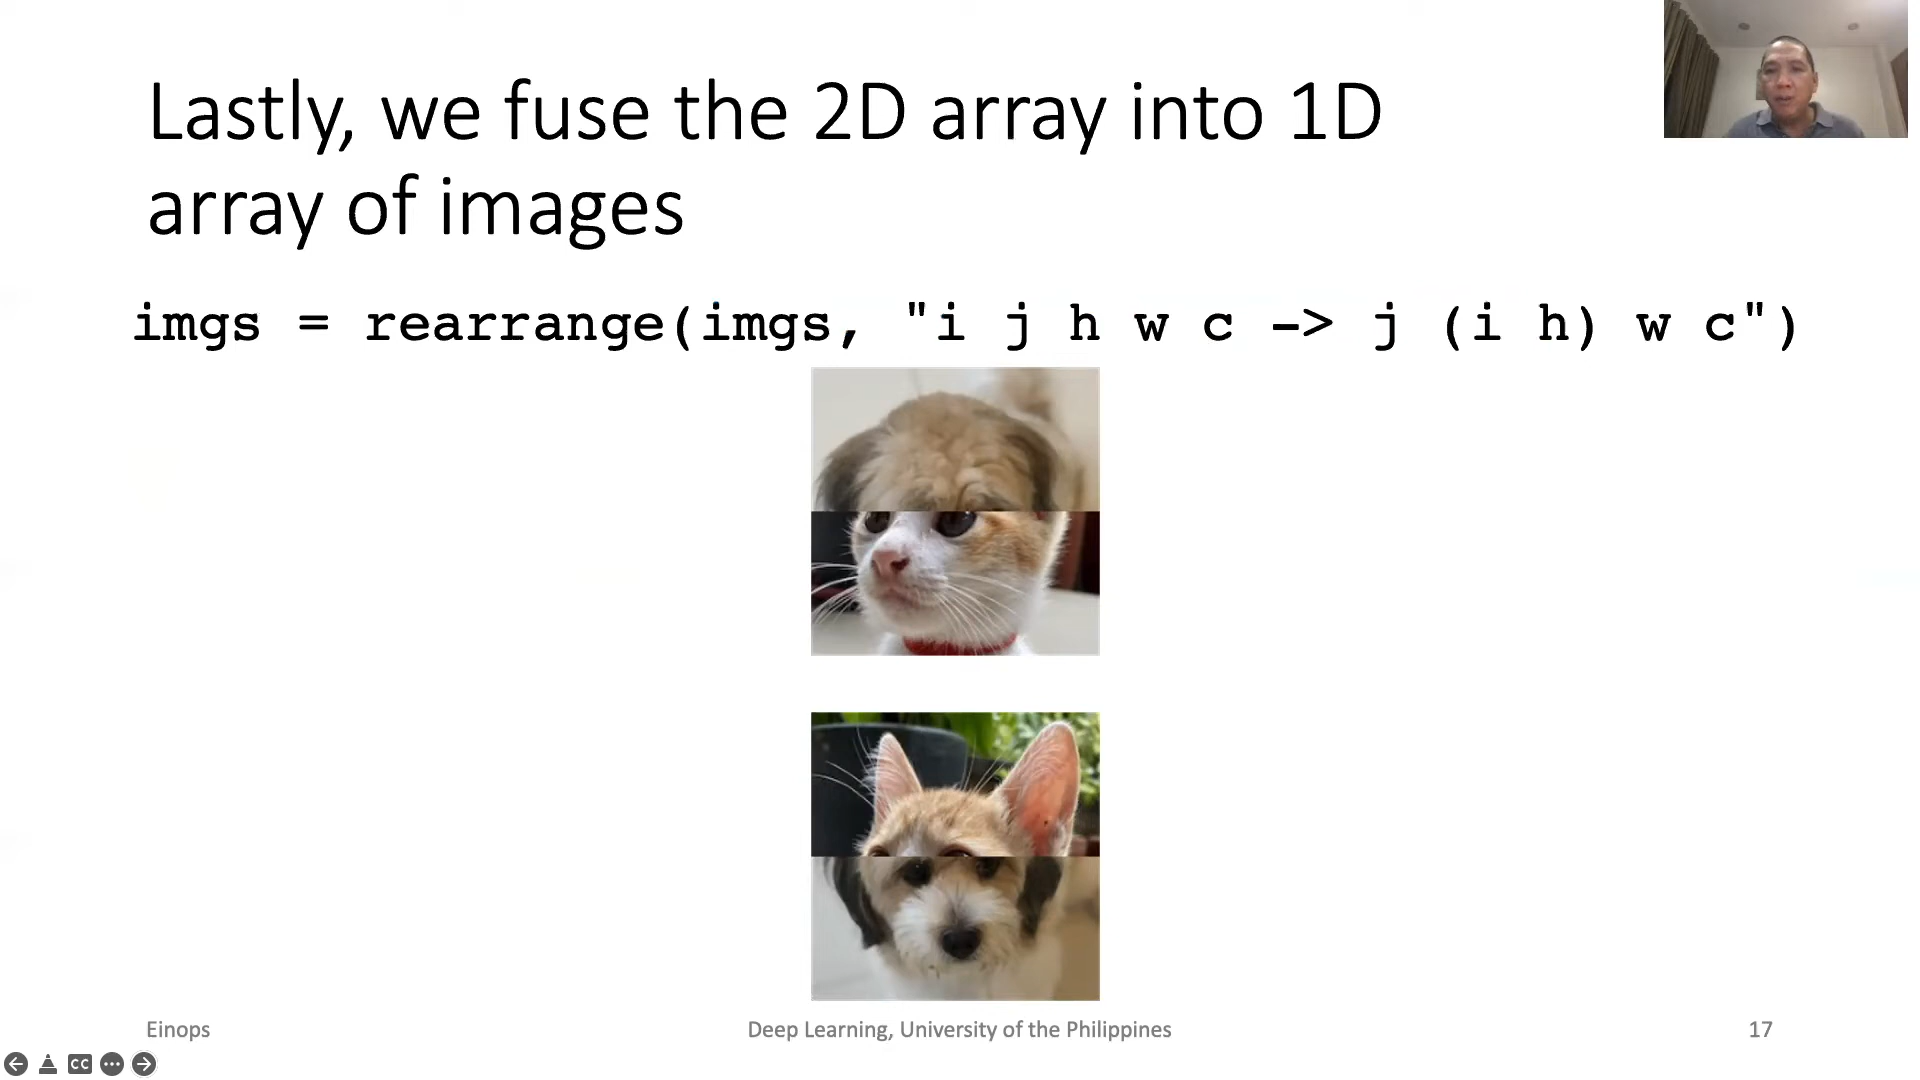 Lastly, we fuse the 2D array into 1D
array of images
imgs = rearrange(imgs, "i j h w c -> j (i h) w c")
Einops
Deep Learning, University of the Philippines
17
CC